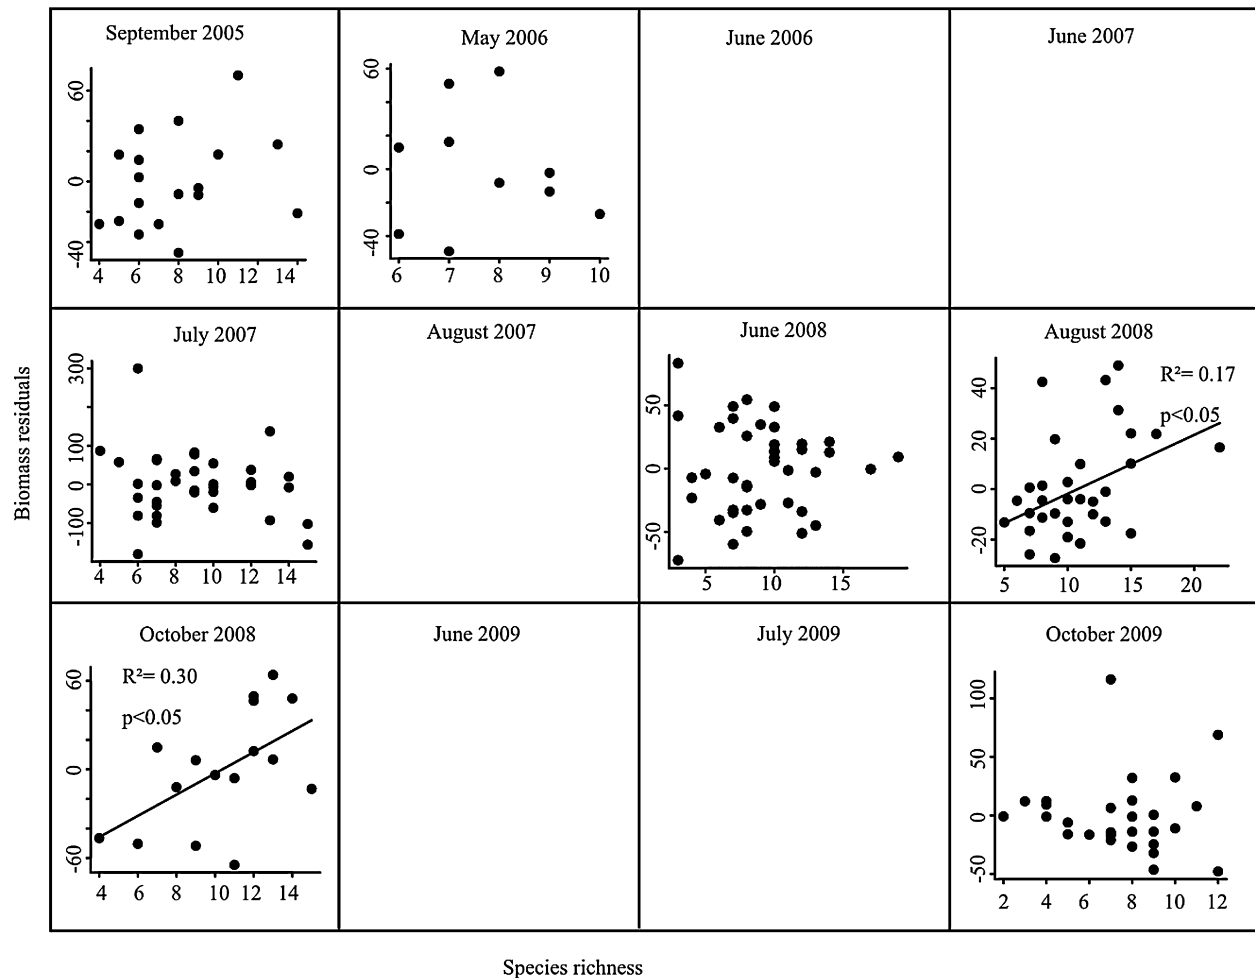 September 2005
60
0
-40
4 6 8 10 12 14
May 2006
60
0
-40
6 7 8 9 10
June 2006
June 2007
Biomass residuals
July 2007
300
100
0
-100
4 6 8 10 12 14
August 2007
June 2008
50
0
-50
5 10 15
August 2008
R²= 0.17
p<0.05
40
20
0
-20
5 10 15 20
October 2008
R²= 0.30
p<0.05
60
0
-60
4 6 8 10 12 14
June 2009
July 2009
October 2009
100
50
0
-50
2 4 6 8 10 12
Species richness